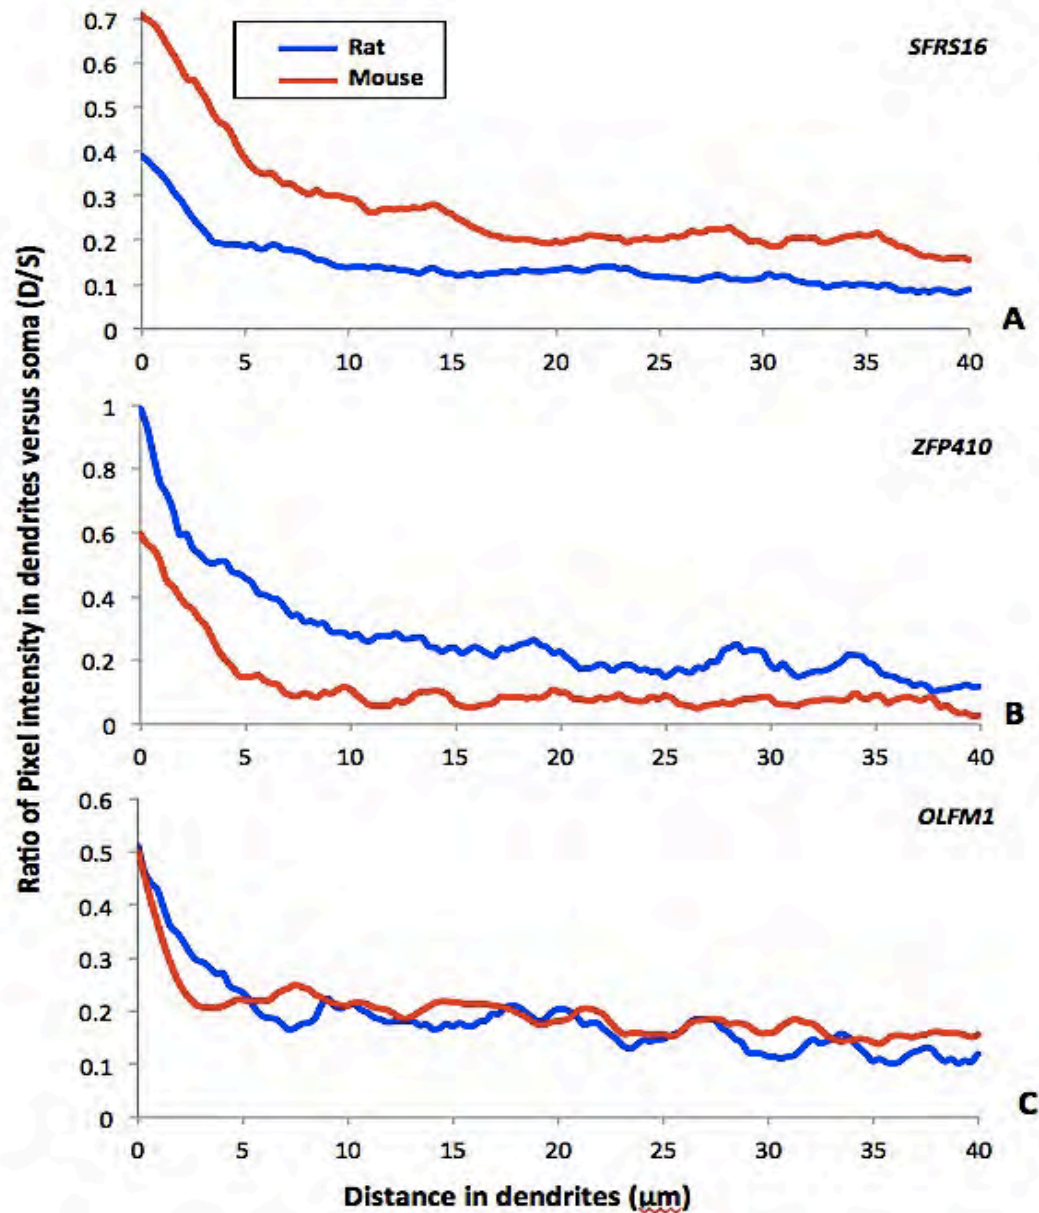 Ratio of Pixel Intensity in dendrites versus soma (D/S)
SFRS16
Rat
Mouse
0.7
0.6
0.5
0.4
0.3
0.2
0.1
0
0 5 10 15 20 25 30 35 40
A
ZFP410
1
0.8
0.6
0.4
0.2
0
0 5 10 15 20 25 30 35 40
B
OLFM1
0.6
0.5
0.4
0.3
0.2
0.1
0
0 5 10 15 20 25 30 35 40
C
Distance in dendrites (µm)